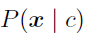 P(x | c)